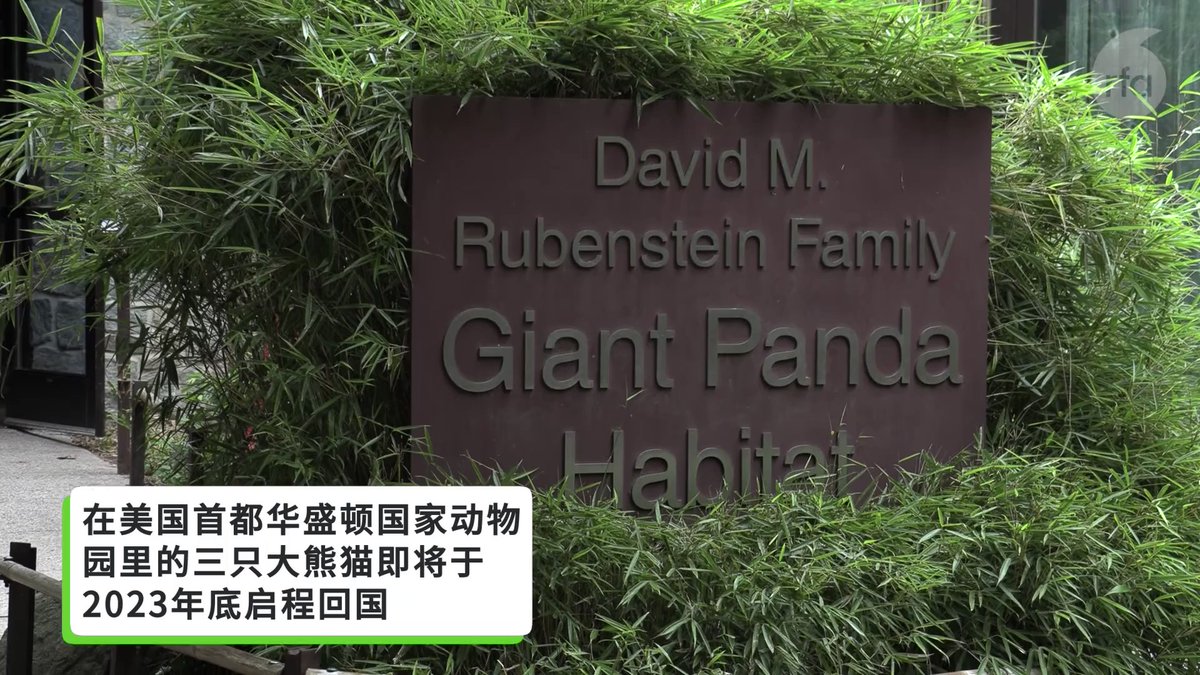 rfa
David M.
Rubenstein Family
Giant Panda
Habitat
在美国首都华盛顿国家动物
园里的三只大熊猫即将于
2023年底启程回国